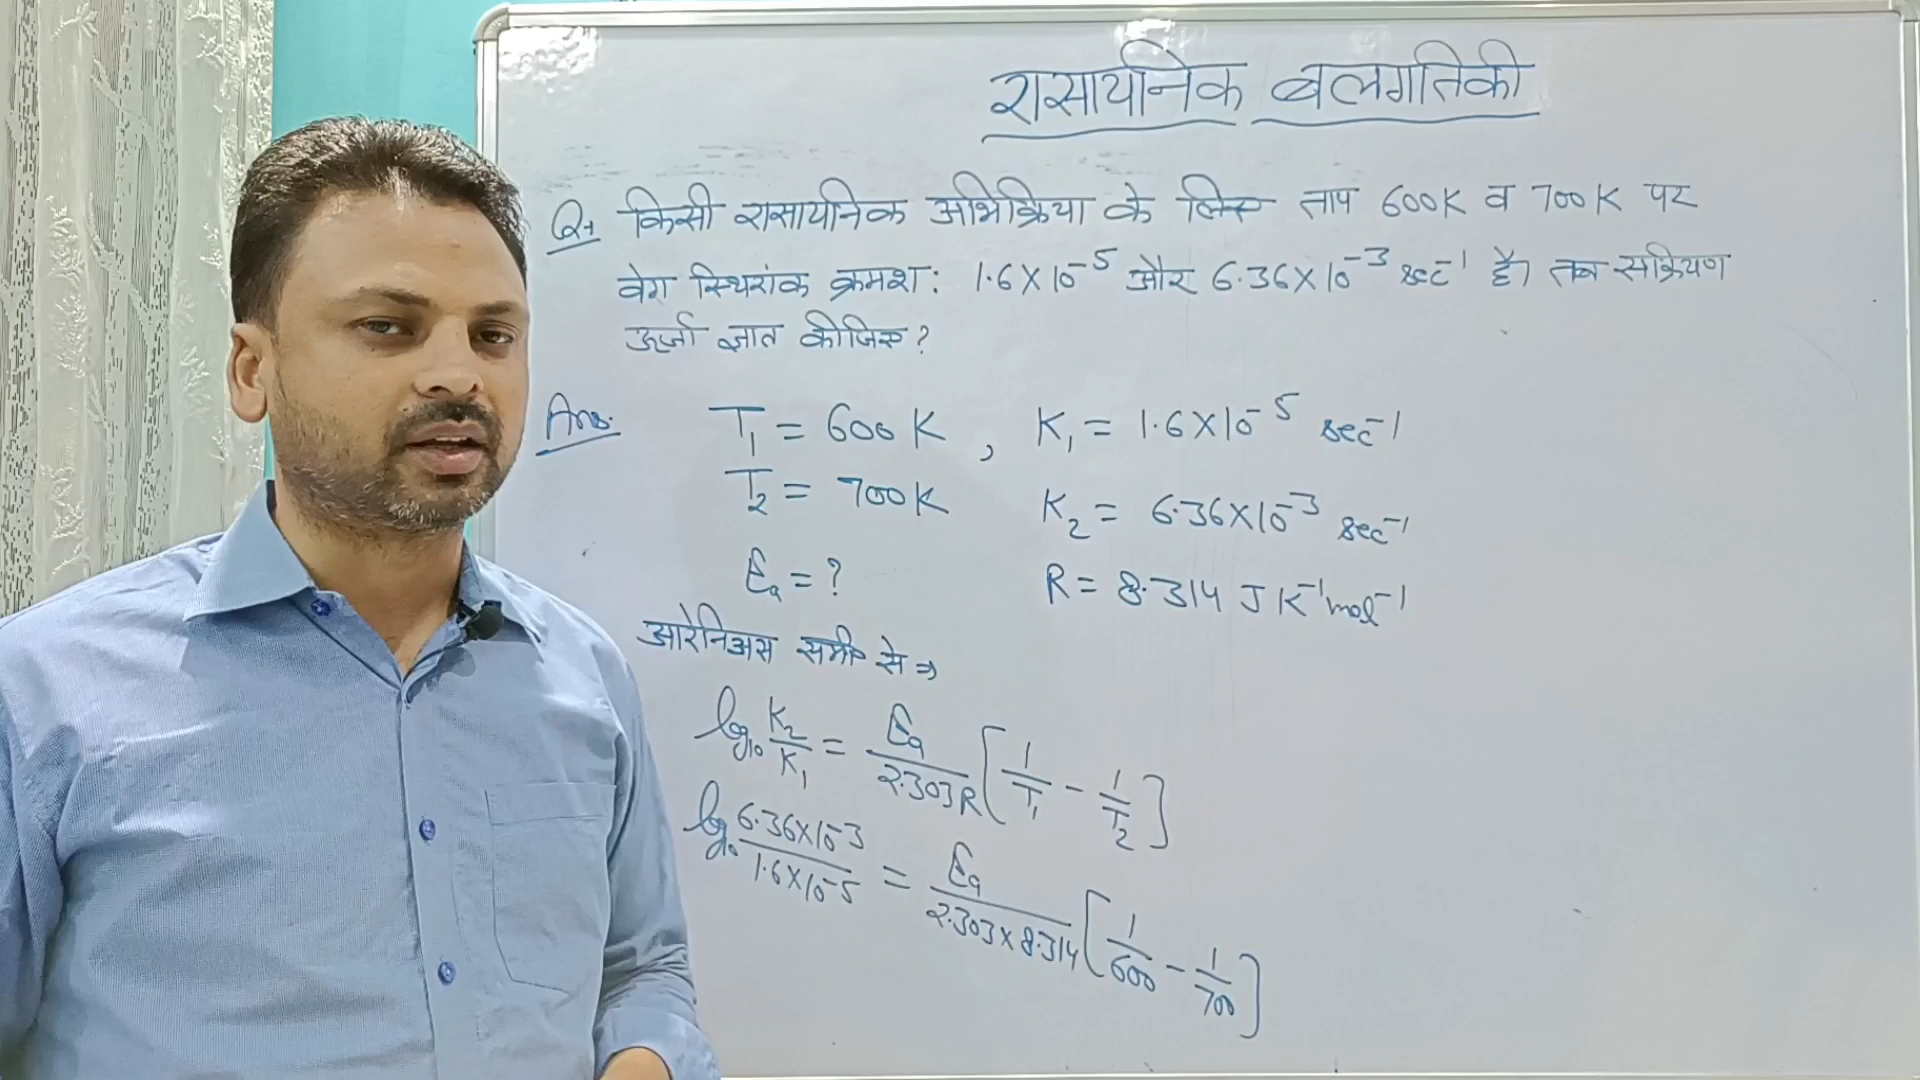 रासायनिक बलगतिकी
Q→ किसी रासायनिक अभिक्रिया के लिए ताप 600K व 700K पर
वेग स्थिरांक क्रमश: 1.6×10⁻⁵ और 6.36×10⁻³ sec⁻¹ है। तब सक्रियण
ऊर्जा ज्ञात कीजिए ?
Ans. T₁ = 600 K , K₁ = 1.6×10⁻⁵ sec⁻¹
T₂ = 700K K₂ = 6.36×10⁻³ sec⁻¹
Eₐ = ? R = 8.314 J K⁻¹ mol⁻¹
आरेनिअस समी० से ⇒
log₁₀ K₂/K₁ = Eₐ/2.303R [1/T₁ - 1/T₂]
log₁₀ 6.36×10⁻³/1.6×10⁻⁵ = Eₐ/2.303×8.314 [1/600 - 1/700]